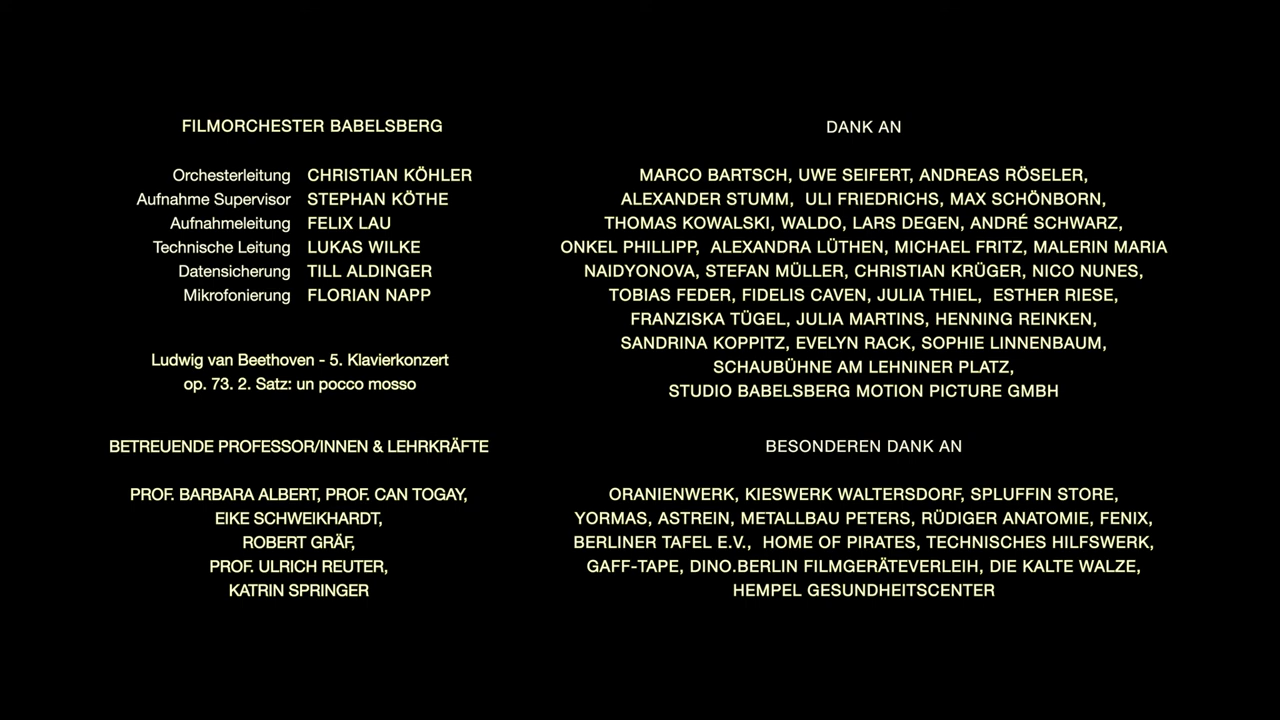 FILMORCHESTER BABELSBERG
Orchesterleitung CHRISTIAN KÖHLER
Aufnahme Supervisor STEPHAN KÖTHE
Aufnahmeleitung FELIX LAU
Technische Leitung LUKAS WILKE
Datensicherung TILL ALDINGER
Mikrofonierung FLORIAN NAPP
Ludwig van Beethoven - 5. Klavierkonzert
op. 73. 2. Satz: un pocco mosso
BETREUENDE PROFESSOR/INNEN & LEHRKRÄFTE
PROF. BARBARA ALBERT, PROF. CAN TOGAY,
EIKE SCHWEIKHARDT,
ROBERT GRÄF,
PROF. ULRICH REUTER,
KATRIN SPRINGER
DANK AN
MARCO BARTSCH, UWE SEIFERT, ANDREAS RÖSELER,
ALEXANDER STUMM, ULI FRIEDRICHS, MAX SCHÖNBORN,
THOMAS KOWALSKI, WALDO, LARS DEGEN, ANDRÉ SCHWARZ,
ONKEL PHILLIPP, ALEXANDRA LÜTHEN, MICHAEL FRITZ, MALERIN MARIA
NAIDYONOVA, STEFAN MÜLLER, CHRISTIAN KRÜGER, NICO NUNES,
TOBIAS FEDER, FIDELIS CAVEN, JULIA THIEL, ESTHER RIESE,
FRANZISKA TÜGEL, JULIA MARTINS, HENNING REINKEN,
SANDRINA KOPPITZ, EVELYN RACK, SOPHIE LINNENBAUM,
SCHAUBÜHNE AM LEHNINER PLATZ,
STUDIO BABELSBERG MOTION PICTURE GMBH
BESONDEREN DANK AN
ORANIENWERK, KIESWERK WALTERSDORF, SPLUFFIN STORE,
YORMAS, ASTREIN, METALLBAU PETERS, RÜDIGER ANATOMIE, FENIX,
BERLINER TAFEL E.V., HOME OF PIRATES, TECHNISCHES HILFSWERK,
GAFF-TAPE, DINO.BERLIN FILMGERÄTEVERLEIH, DIE KALTE WALZE,
HEMPEL GESUNDHEITSCENTER